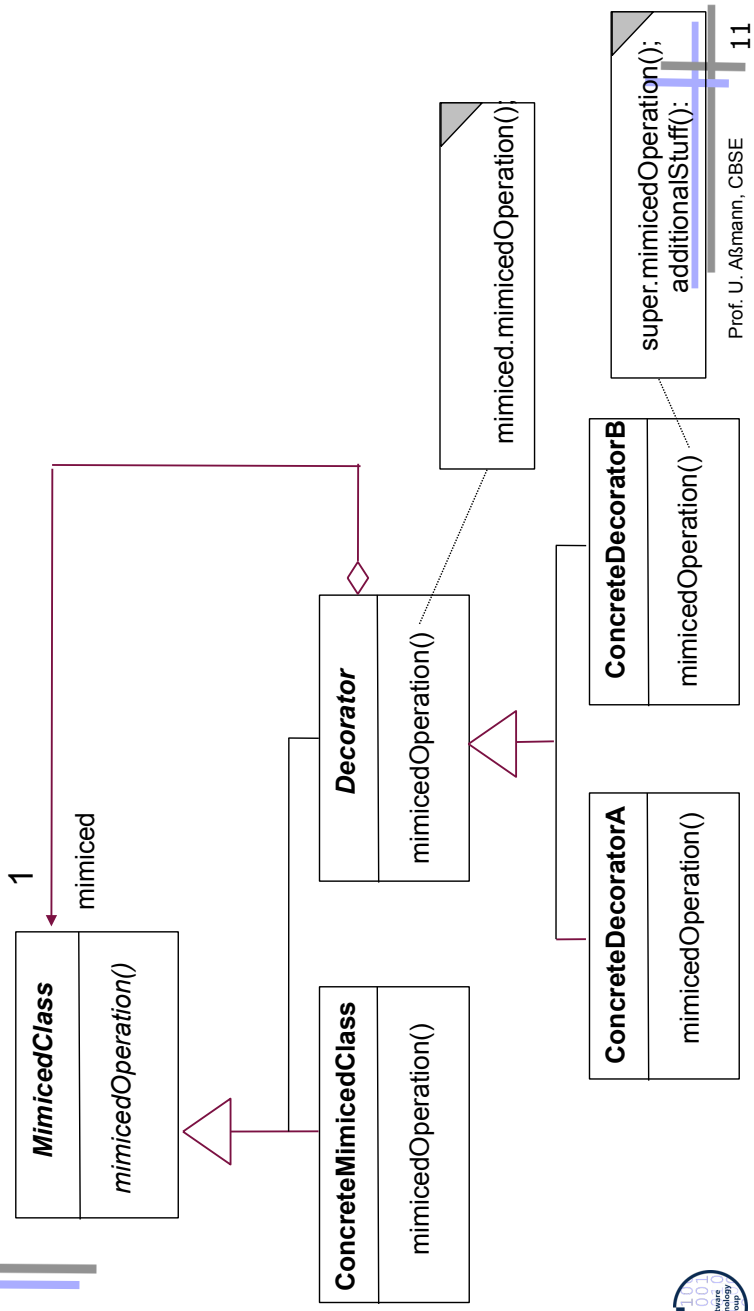 1
mimiced
MimicedClass
mimicedOperation()
ConcreteMimicedClass
mimicedOperation()
Decorator
mimicedOperation()
mimiced.mimicedOperation();
ConcreteDecoratorA
mimicedOperation()
ConcreteDecoratorB
mimicedOperation()
super.mimicedOperation();
additionalStuff():
Prof. U. Aßmann, CBSE
11